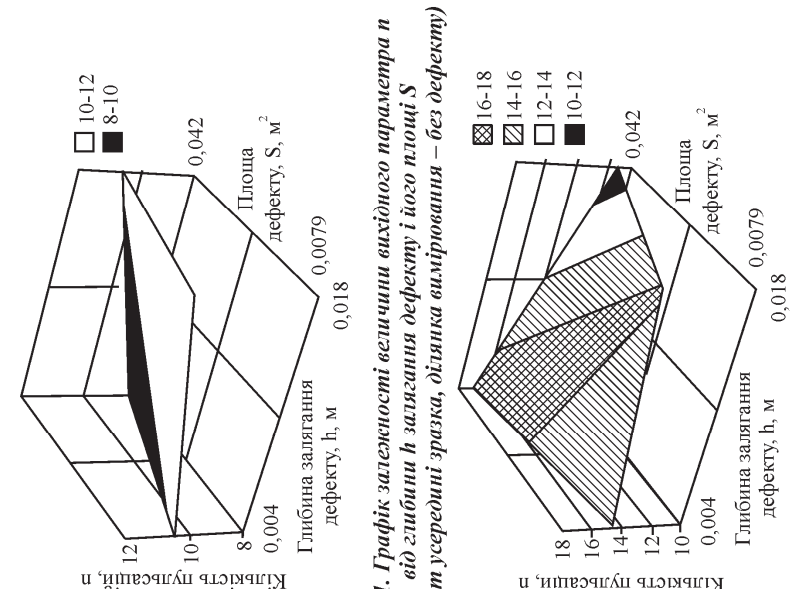 10-12
8-10
12
10
8
Кількість пульсацій, n
0,004
Глибина залягання
дефекту, h, м
0,018
0,0079
Площа
дефекту, S, м²
0,042
1. Графік залежності величини вихідного параметра n
від глибини h залягання дефекту і його площі S
т усередині зразка, ділянка вимірювання – без дефекту)
16-18
14-16
12-14
10-12
18
16
14
12
10
Кількість пульсацій, n
0,004
Глибина залягання
дефекту, h, м
0,018
0,0079
Площа
дефекту, S, м²
0,042